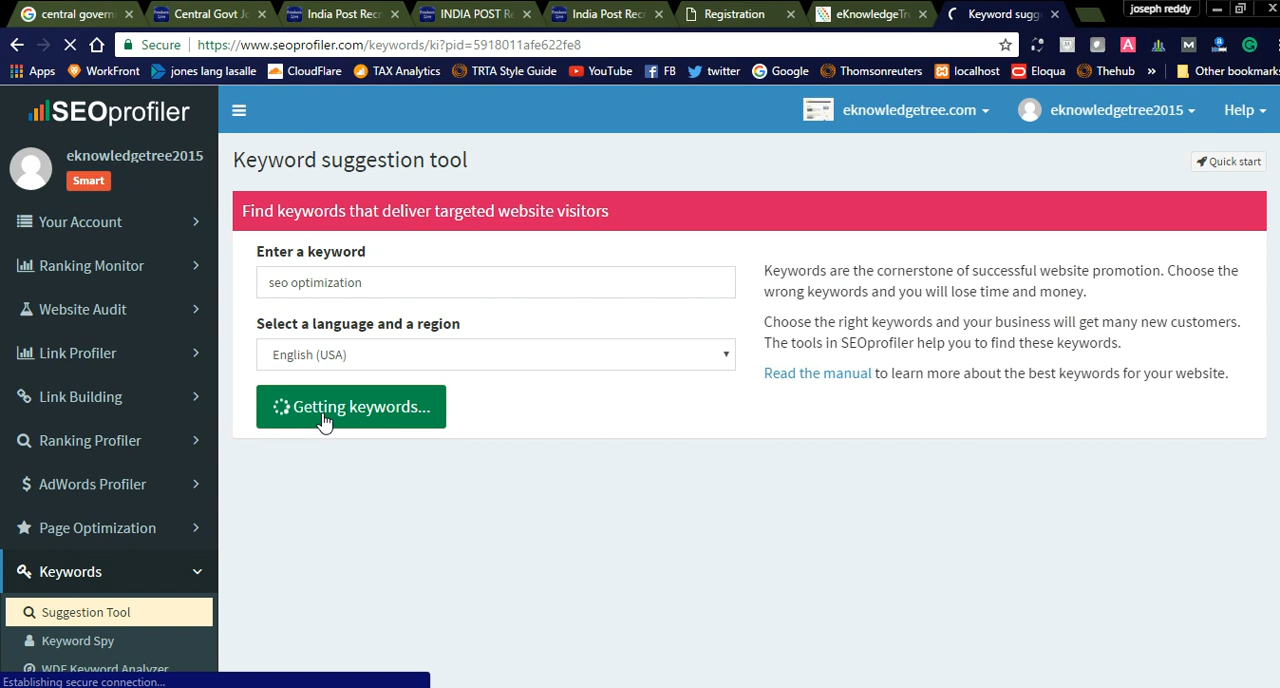 central govern
Central Govt Jo
India Post Recr
INDIA POST R
India Post Recr
Registration
eKnowledgeTr
Keyword sugg
joseph reddy
Secure
https://www.seoprofiler.com/keywords/ki?pid=5918011afe622fe8
Apps
WorkFront
jones lang lasalle
CloudFlare
TAX Analytics
TRTA Style Guide
YouTube
FB
twitter
Google
Thomsonreuters
localhost
Eloqua
Thehub
»
Other bookmarks
SEOprofiler
eknowledgetree.com
eknowledgetree2015
Help
eknowledgetree2015
Smart
Keyword suggestion tool
Quick start
Your Account
Ranking Monitor
Website Audit
Link Profiler
Link Building
Ranking Profiler
AdWords Profiler
Page Optimization
Keywords
Suggestion Tool
Keyword Spy
WDF Keyword Analyzer
Find keywords that deliver targeted website visitors
Enter a keyword
seo optimization
Select a language and a region
English (USA)
Getting keywords...
Keywords are the cornerstone of successful website promotion. Choose the
wrong keywords and you will lose time and money.
Choose the right keywords and your business will get many new customers.
The tools in SEOprofiler help you to find these keywords.
Read the manual to learn more about the best keywords for your website.
Establishing secure connection...